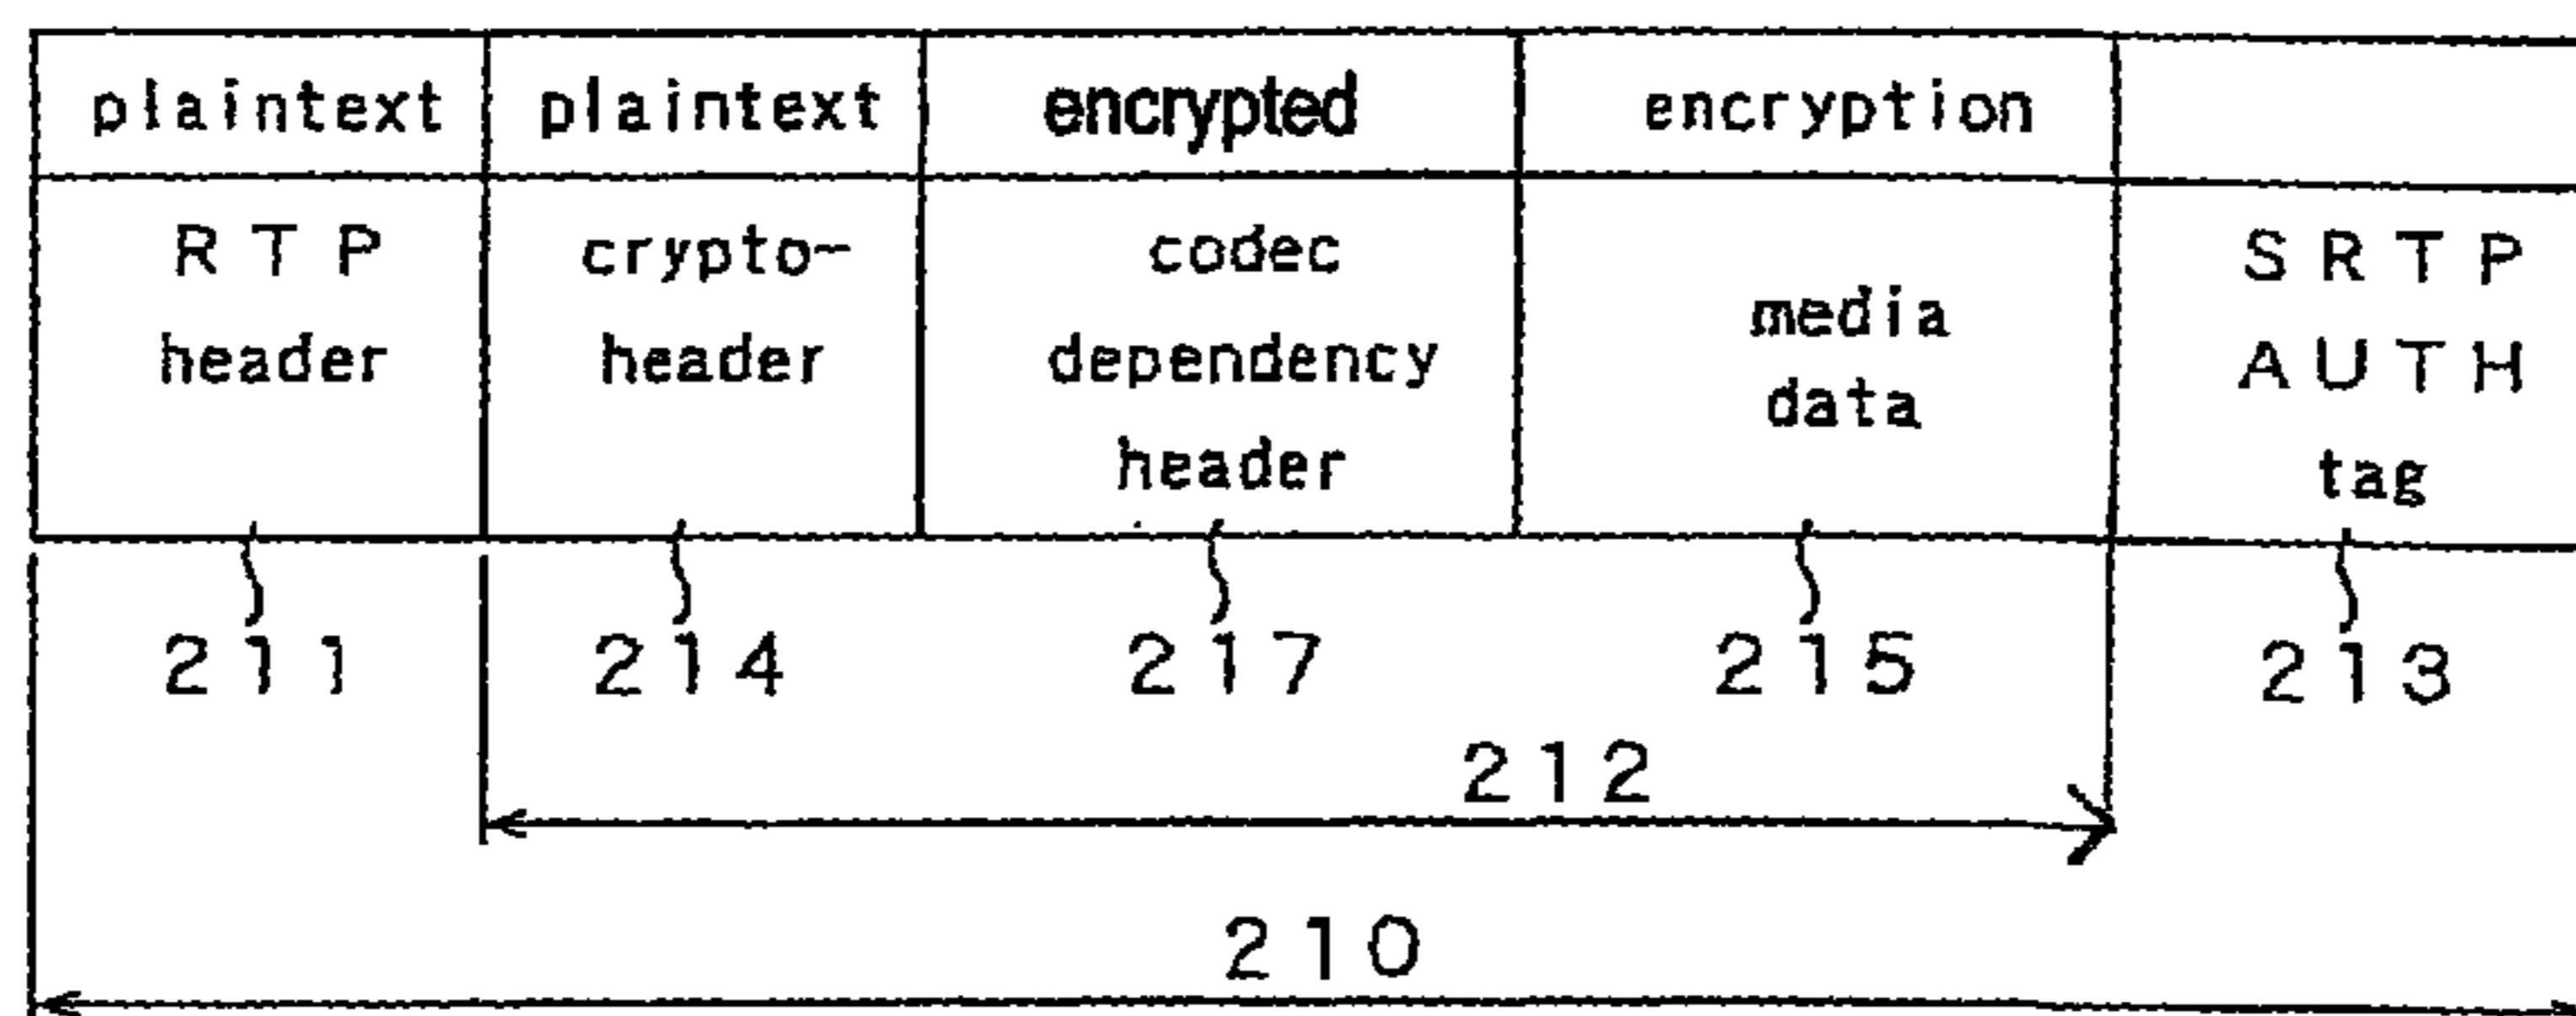 plaintext plaintext encrypted encryption
RTP
header
crypto-
header
codec
dependency
header
media
data
SRTP
AUTH
tag
211 214 217 215 213
212
210